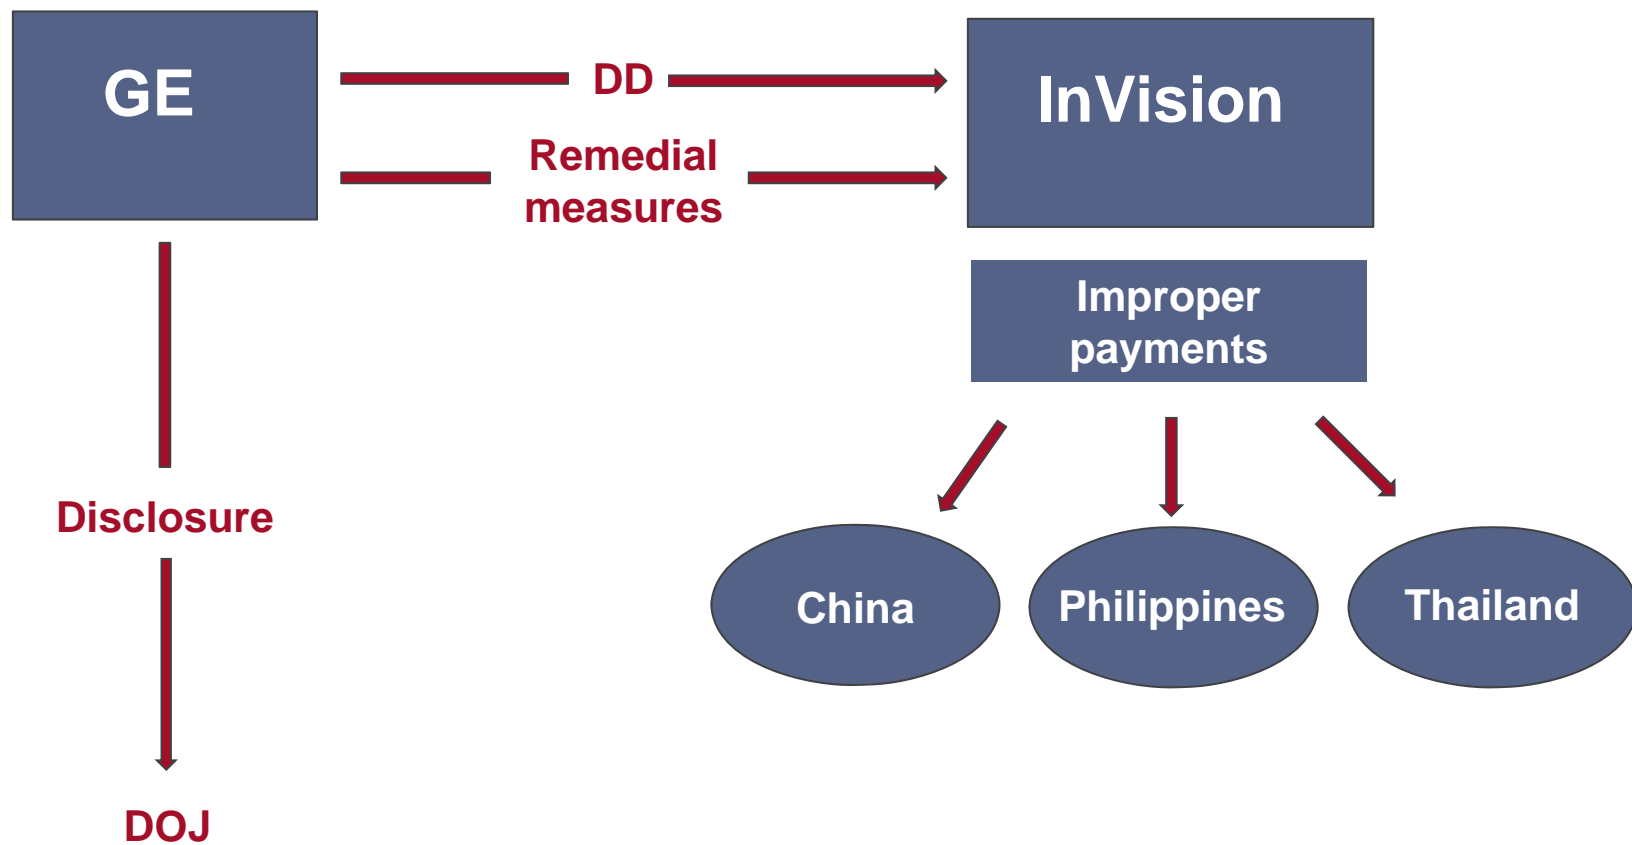 GE
DD
InVision
Remedial
measures
Improper
payments
Disclosure
China
Philippines
Thailand
DOJ